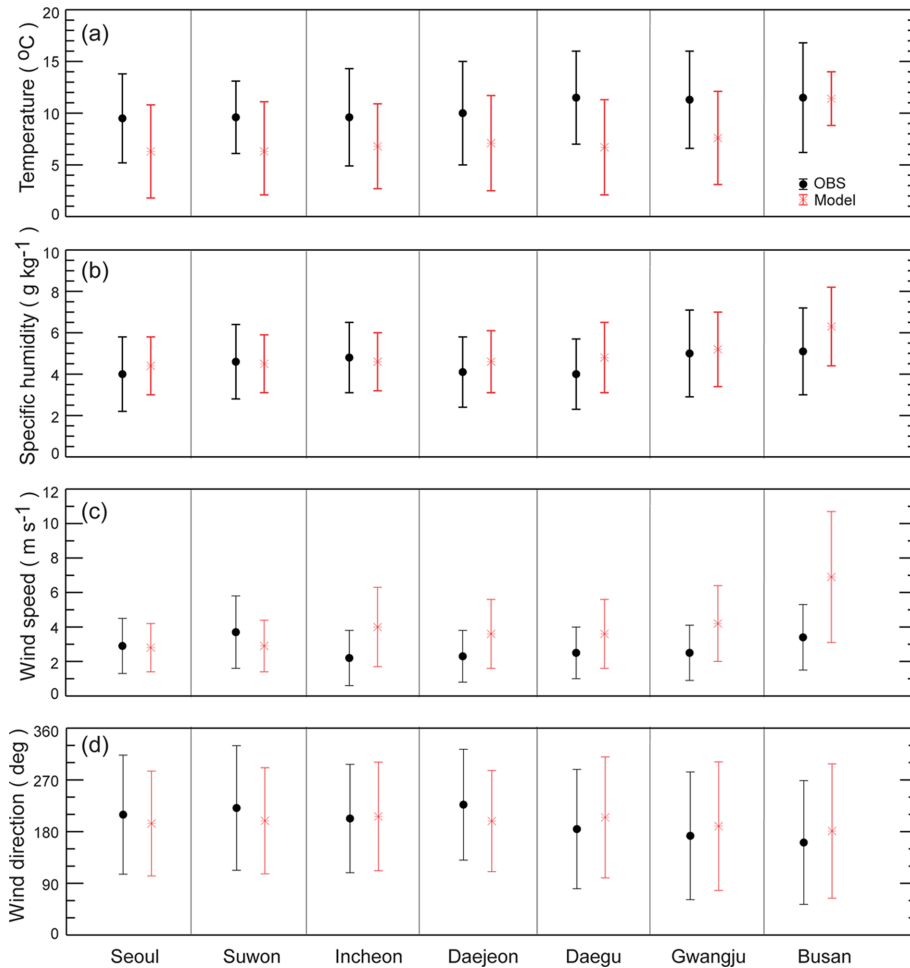 (a)
Temperature ( ⁰C)
20
15
10
5
0
OBS
Model
(b)
Specific humidity ( g kg-1)
10
8
6
4
2
0
(c)
Wind speed ( m s-1)
12
10
8
6
4
2
0
(d)
Wind direction ( deg)
360
270
180
90
0
Seoul Suwon Incheon Daejeon Daegu Gwangju Busan